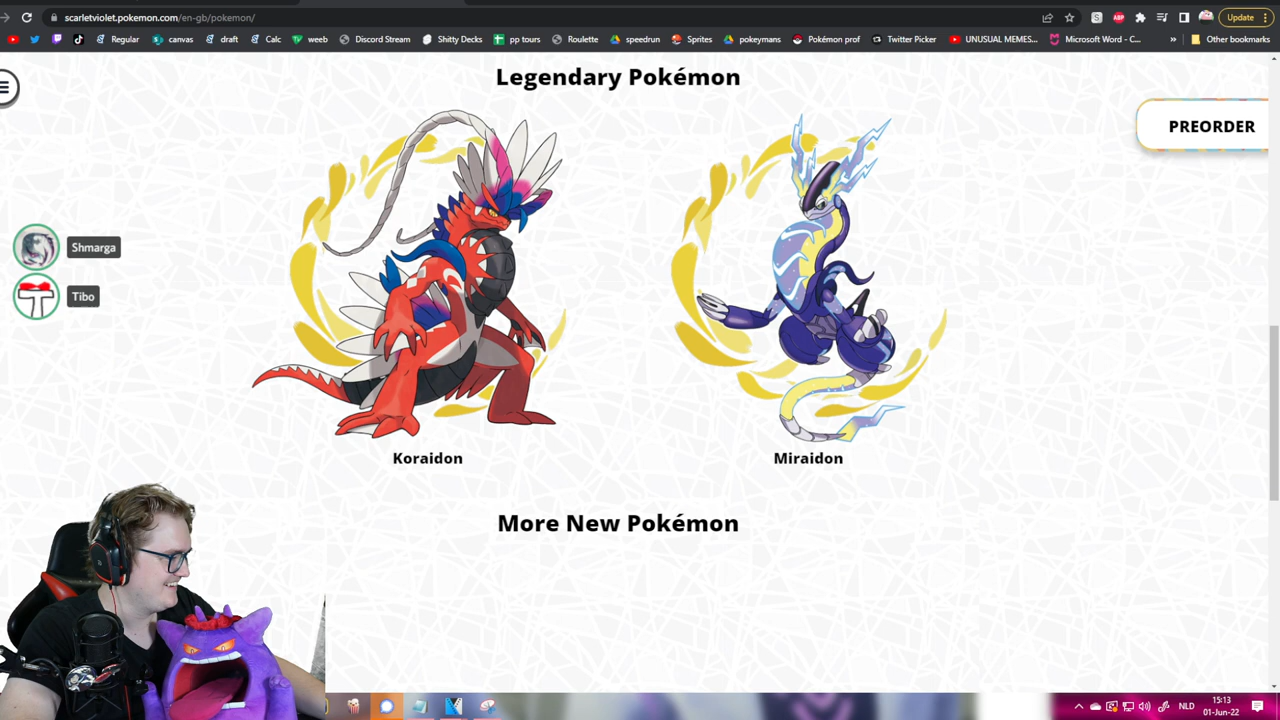 scarletviolet.pokemon.com/en-gb/pokemon/
Update
Regular
canvas
draft
Calc
weeb
Discord Stream
Shitty Decks
pp tours
Roulette
speedrun
Sprites
pokeymans
Pokémon prof
Twitter Picker
UNUSUAL MEMES...
Microsoft Word - C...
»
Other bookmarks
Legendary Pokémon
PREORDER
Shmarga
Tibo
Koraidon
Miraidon
More New Pokémon
NLD
15:13
01-Jun-22